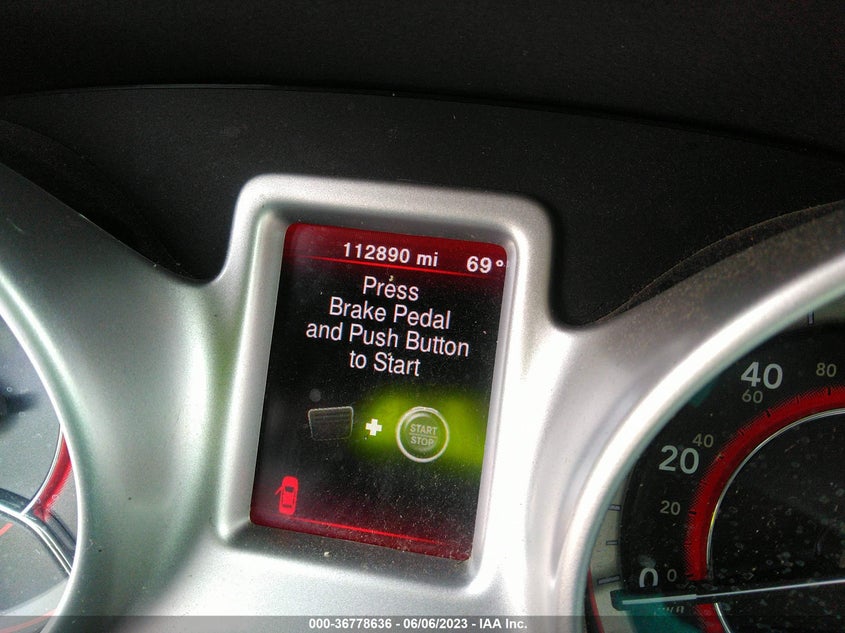 112890 mi 69°
Press
Brake Pedal
and Push Button
to Start
START
STOP
40
80
60
40
20
20
0
0
000-36778636 - 06/06/2023 - IAA Inc.